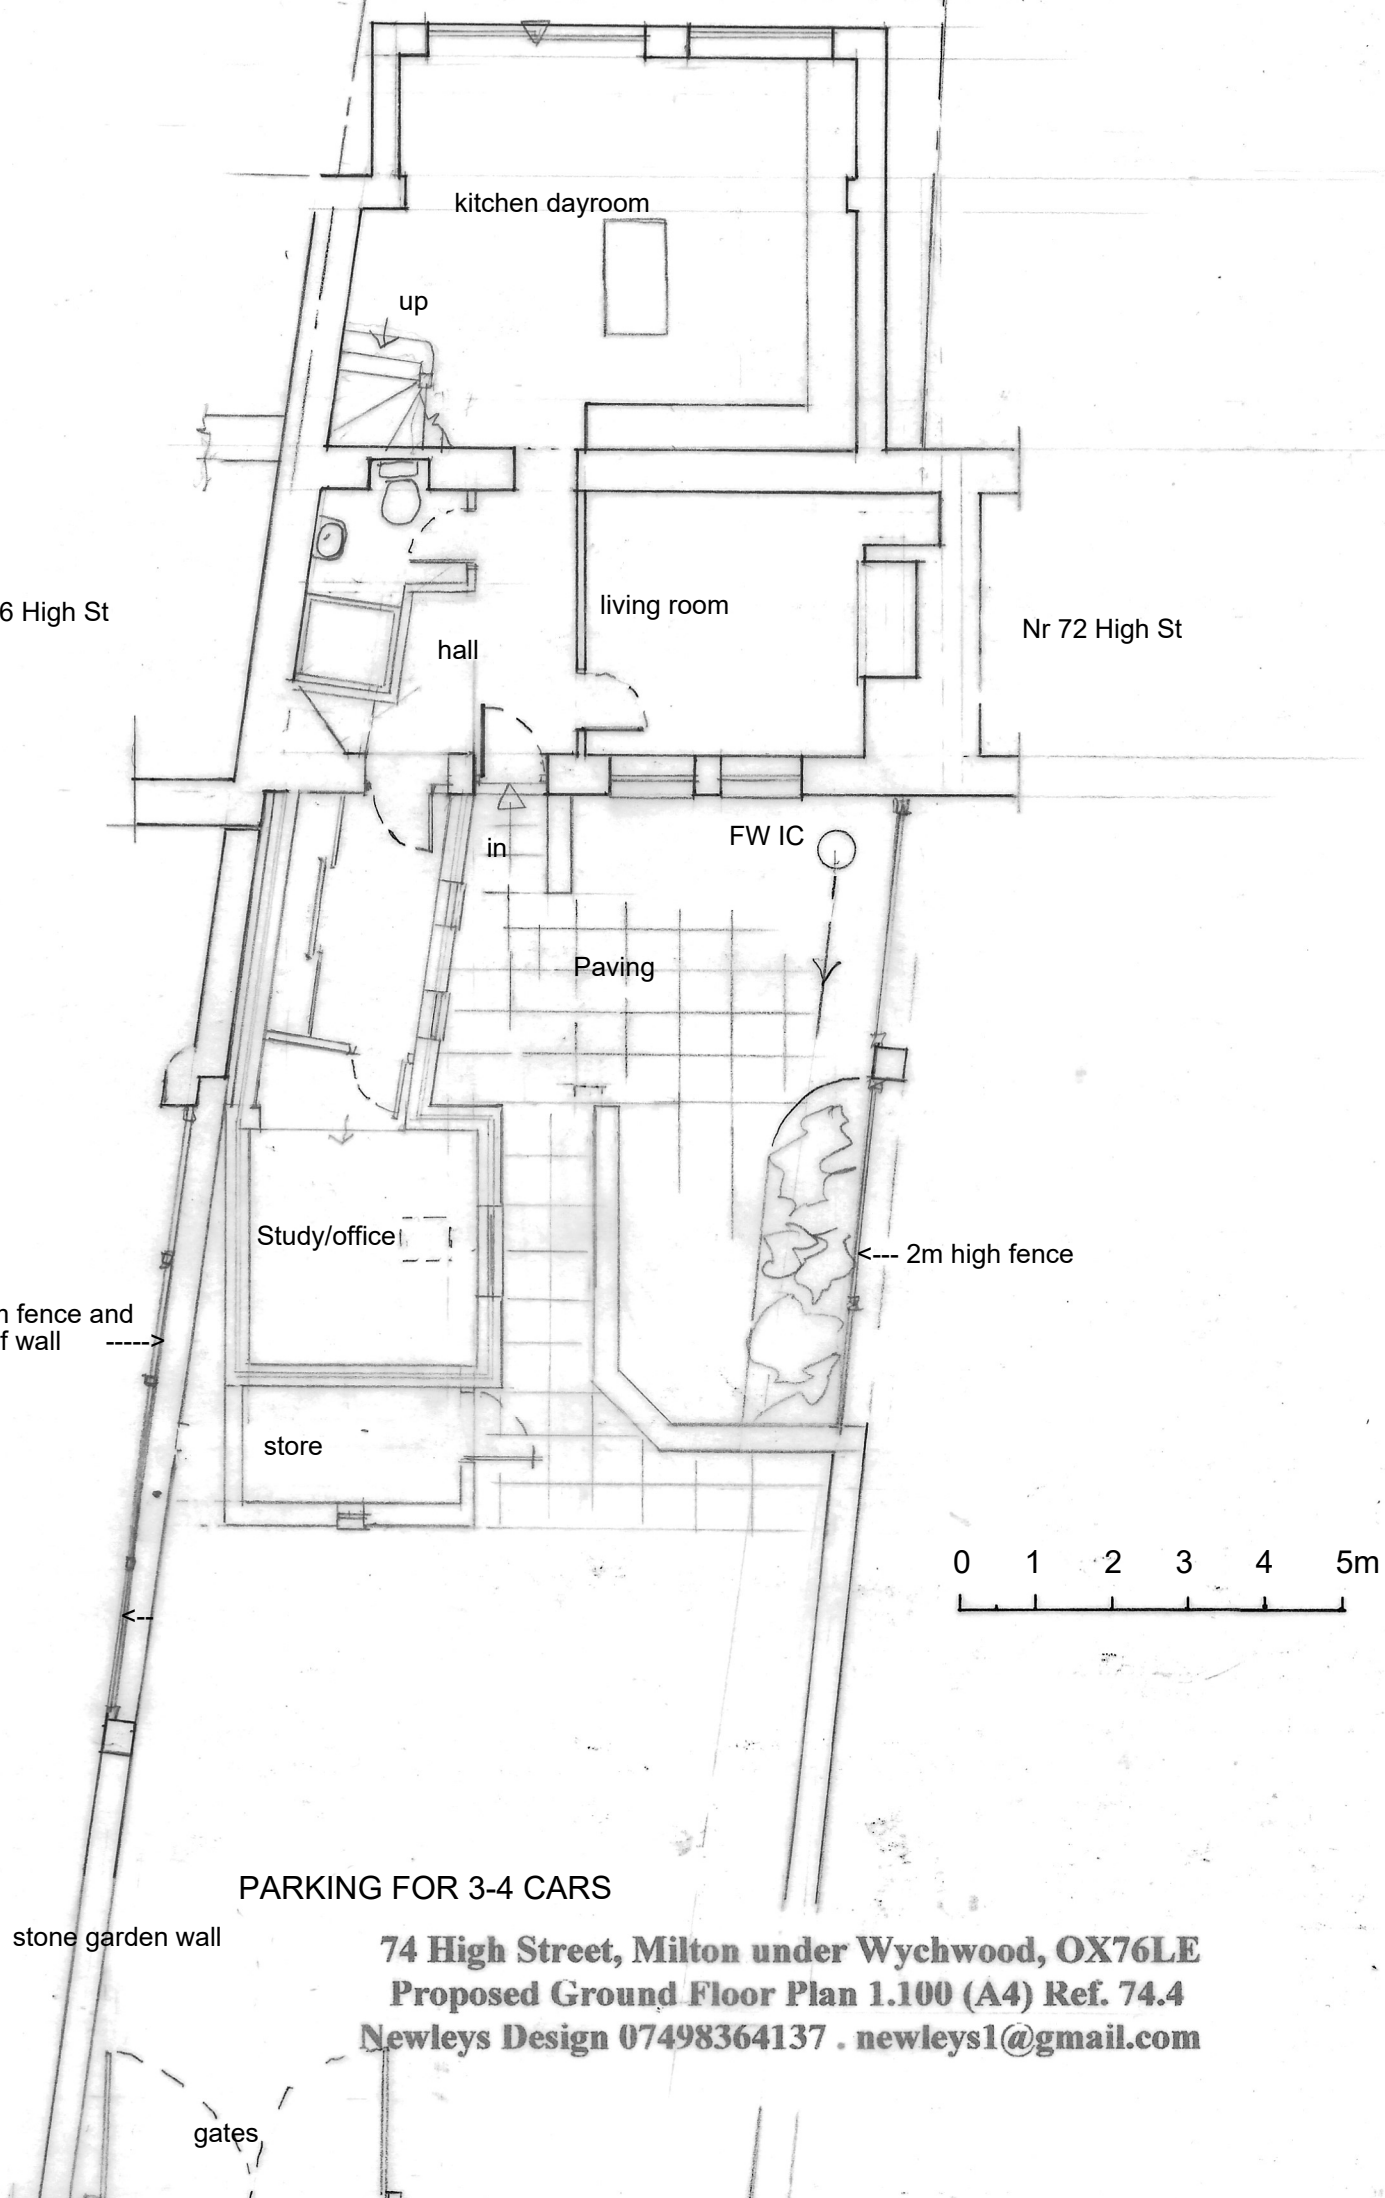 kitchen dayroom
up
6 High St
living room
hall
Nr 72 High St
FW IC
in
Paving
Study/office
<--- 2m high fence
fence and
f wall ----->
store
0 1 2 3 4 5m
<--
PARKING FOR 3-4 CARS
stone garden wall
74 High Street, Milton under Wychwood, OX76LE
Proposed Ground Floor Plan 1.100 (A4) Ref. 74.4
Newleys Design 07498364137 . newleys1@gmail.com
gates